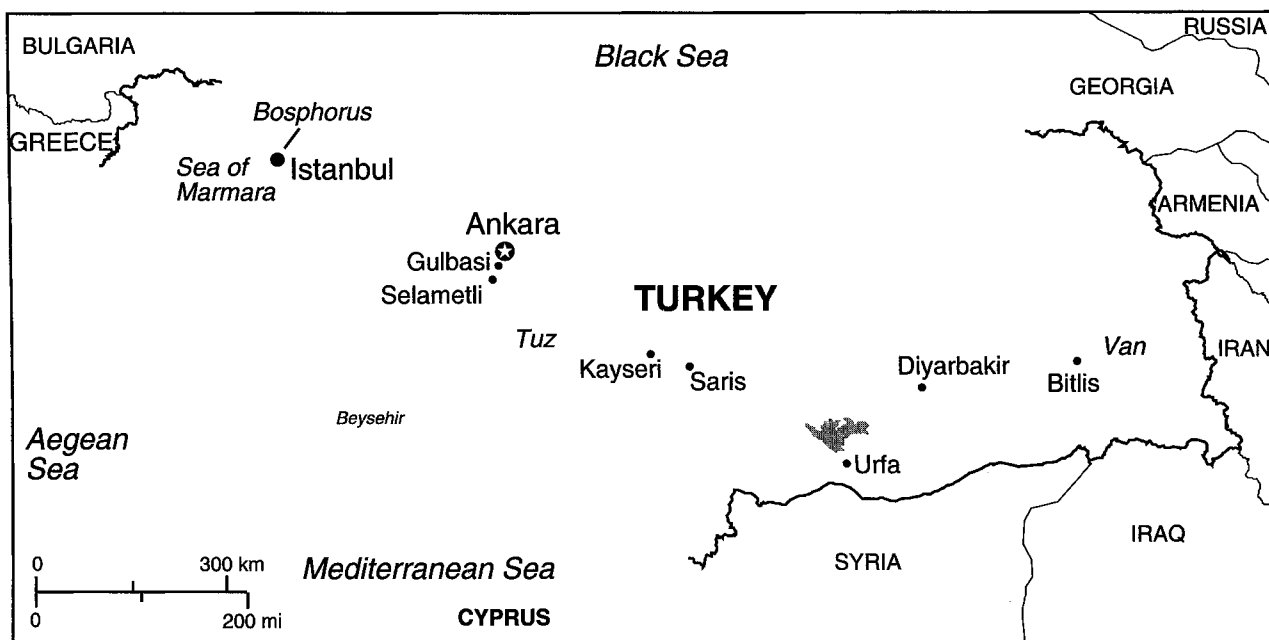 BULGARIA
Black Sea
RUSSIA
GEORGIA
Bosphorus
GREECE
Sea of
Marmara
Istanbul
ARMENIA
Ankara
Gulbasi
Selametli
TURKEY
Tuz
Kayseri
Saris
Diyarbakir
Van
Bitlis
IRAN
Beysehir
Aegean
Sea
Urfa
IRAQ
SYRIA
Mediterranean Sea
CYPRUS
0 300 km
0 200 mi